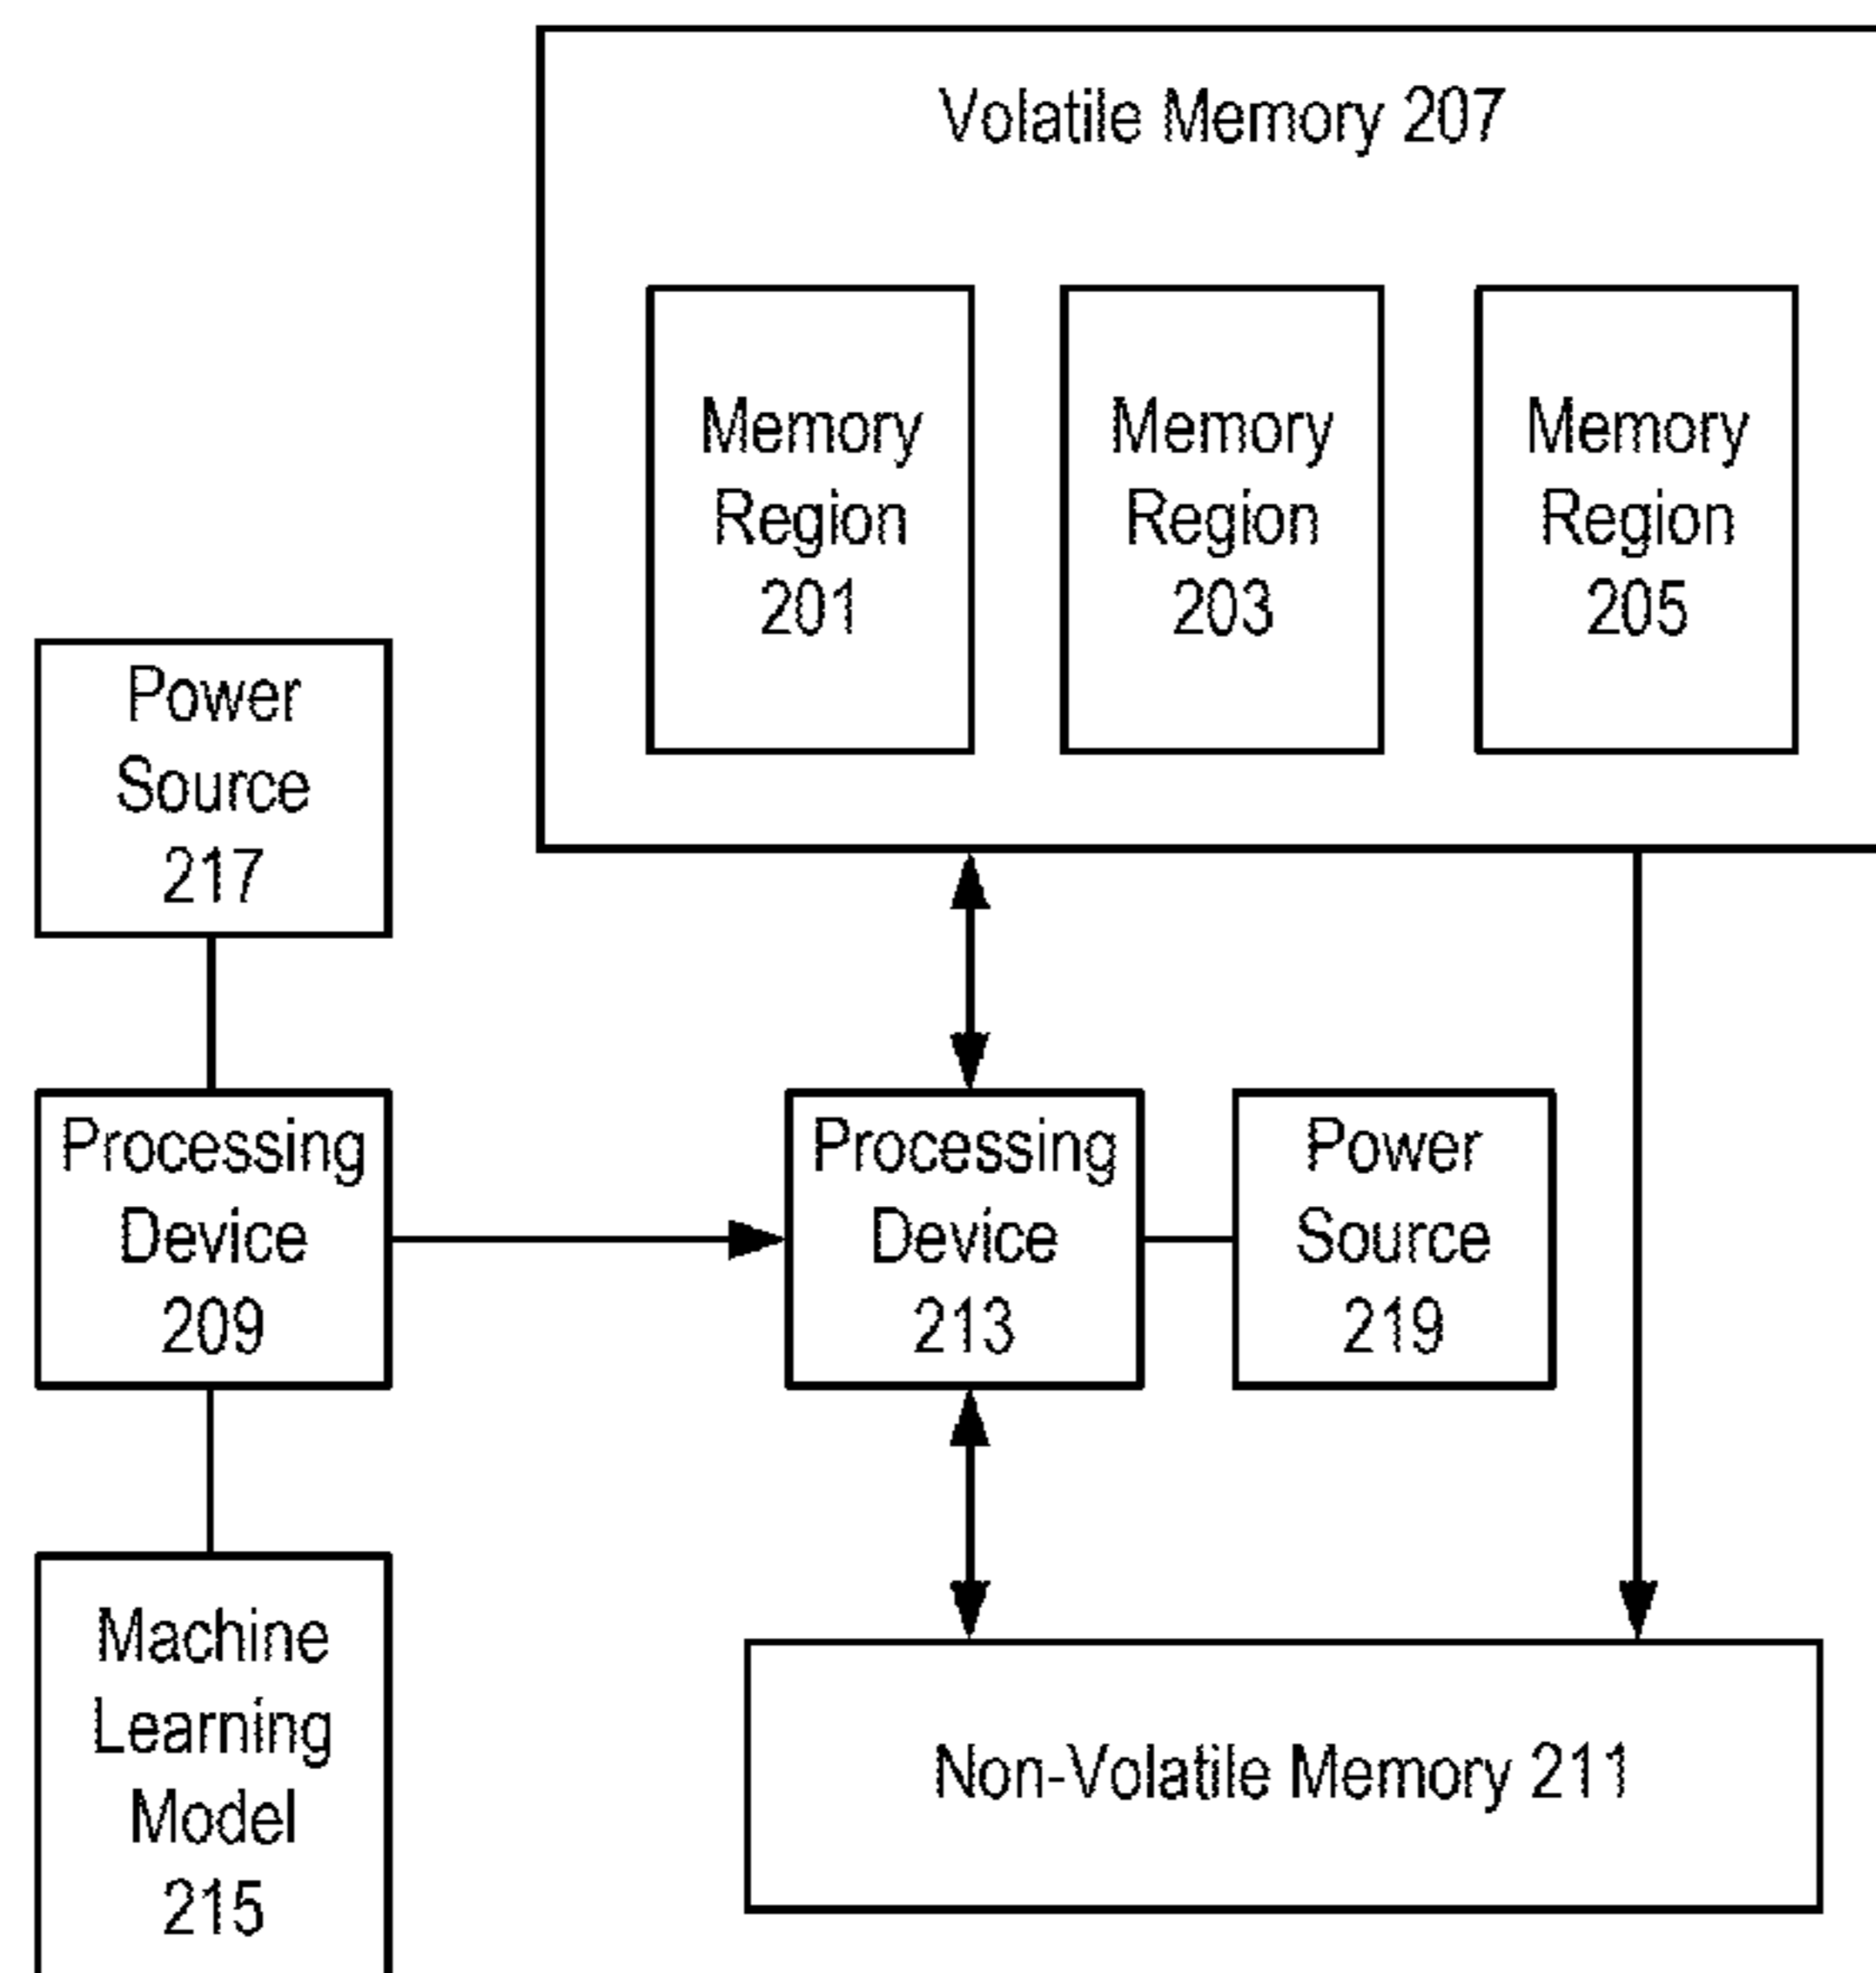 Volatile Memory 207
Memory
Region
201
Memory
Region
203
Memory
Region
205
Power
Source
217
Processing
Device
209
Processing
Device
213
Power
Source
219
Machine
Learning
Model
215
Non-Volatile Memory 211